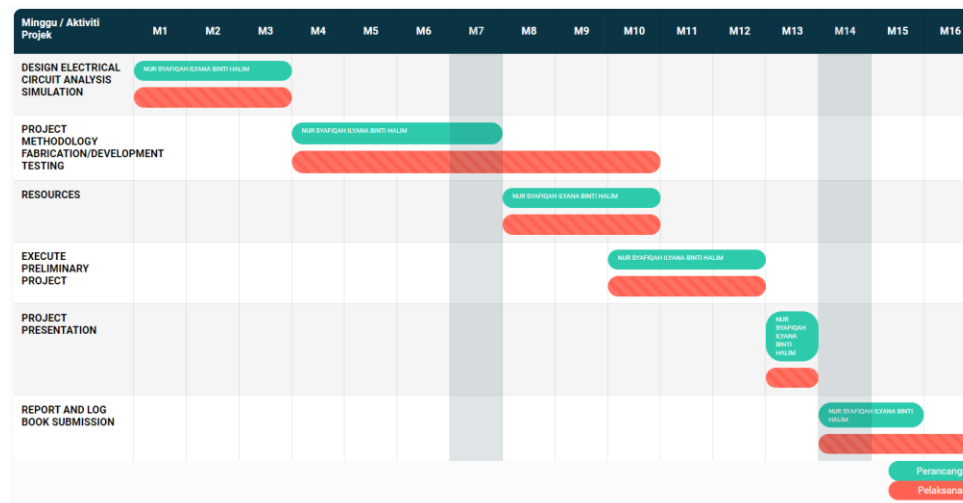 Minggu / Aktiviti
Projek
M1 M2 M3 M4 M5 M6 M7 M8 M9 M10 M11 M12 M13 M14 M15 M16
DESIGN ELECTRICAL
CIRCUIT ANALYSIS
SIMULATION
NUR SYAFIQAH ILYANA BINTI HALIM
PROJECT
METHODOLOGY
FABRICATION/DEVELOPMENT
TESTING
NUR SYAFIQAH ILYANA BINTI HALIM
RESOURCES
NUR SYAFIQAH ILYANA BINTI HALIM
EXECUTE
PRELIMINARY
PROJECT
NUR SYAFIQAH ILYANA BINTI HALIM
PROJECT
PRESENTATION
NUR
SYAFIQAH
ILYANA
BINTI
HALIM
REPORT AND LOG
BOOK SUBMISSION
NUR SYAFIQAH ILYANA BINTI
HALIM
Perancang
Pelaksana